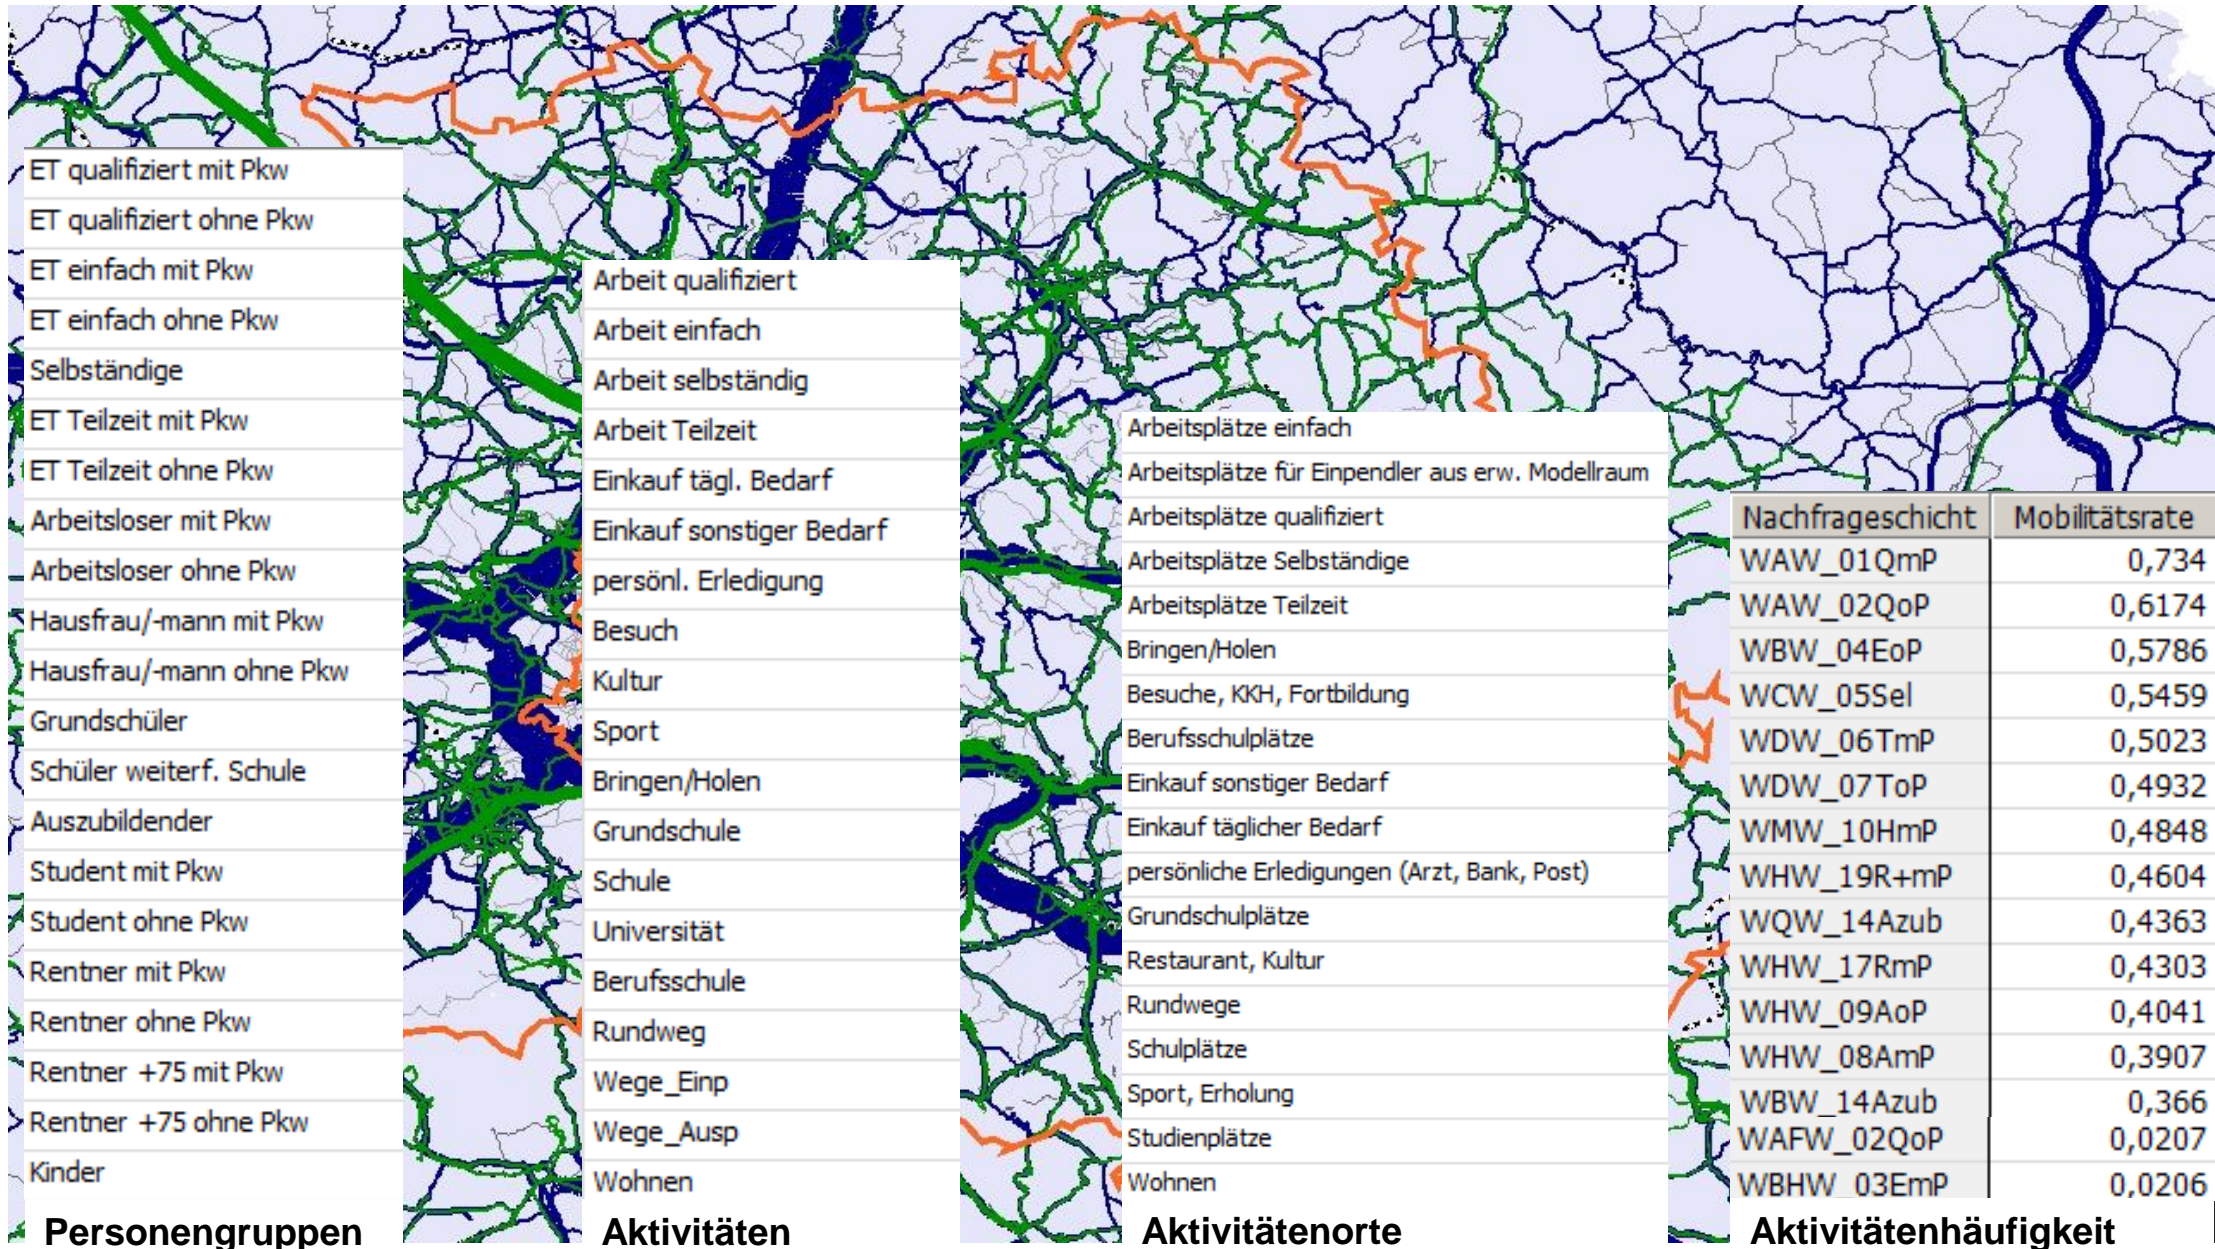 ET qualifiziert mit Pkw
ET qualifiziert ohne Pkw
ET einfach mit Pkw
ET einfach ohne Pkw
Selbständige
ET Teilzeit mit Pkw
ET Teilzeit ohne Pkw
Arbeitsloser mit Pkw
Arbeitsloser ohne Pkw
Hausfrau/-mann mit Pkw
Hausfrau/-mann ohne Pkw
Grundschüler
Schüler weiterf. Schule
Auszubildender
Student mit Pkw
Student ohne Pkw
Rentner mit Pkw
Rentner ohne Pkw
Rentner +75 mit Pkw
Rentner +75 ohne Pkw
Kinder
Personengruppen
Arbeit qualifiziert
Arbeit einfach
Arbeit selbständig
Arbeit Teilzeit
Einkauf tägl. Bedarf
Einkauf sonstiger Bedarf
persönl. Erledigung
Besuch
Kultur
Sport
Bringen/Holen
Grundschule
Schule
Universität
Berufsschule
Rundweg
Wege_Einp
Wege_Ausp
Wohnen
Aktivitäten
Arbeitsplätze einfach
Arbeitsplätze für Einpendler aus erw. Modellraum
Arbeitsplätze qualifiziert
Arbeitsplätze Selbständige
Arbeitsplätze Teilzeit
Bringen/Holen
Besuche, KKH, Fortbildung
Berufsschulplätze
Einkauf sonstiger Bedarf
Einkauf täglicher Bedarf
persönliche Erledigungen (Arzt, Bank, Post)
Grundschulplätze
Restaurant, Kultur
Rundwege
Schulplätze
Sport, Erholung
Studienplätze
Wohnen
Aktivitätenorte
Nachfrageschicht Mobilitätsrate
WAW_01QmP 0,734
WAW_02QoP 0,6174
WBW_04EoP 0,5786
WCW_05Sel 0,5459
WDW_06TmP 0,5023
WDW_07ToP 0,4932
WMW_10HmP 0,4848
WHW_19R+mP 0,4604
WQW_14Azub 0,4363
WHW_17RmP 0,4303
WHW_09AoP 0,4041
WHW_08AmP 0,3907
WBW_14Azub 0,366
WAFW_02QoP 0,0207
WBHW_03EmP 0,0206
Aktivitätenhäufigkeit